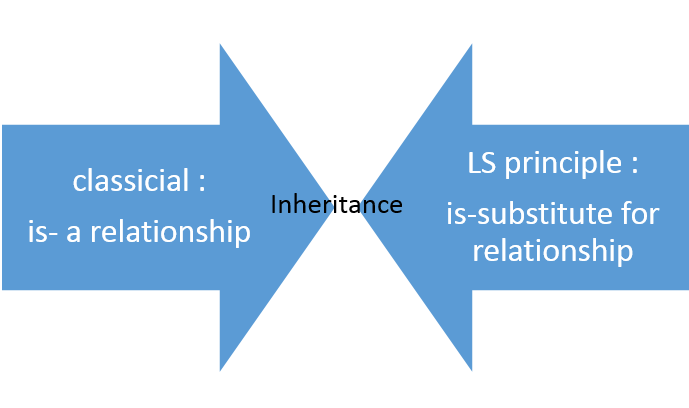 classicial :
is- a relationship
Inheritance
LS principle :
is-substitute for
relationship